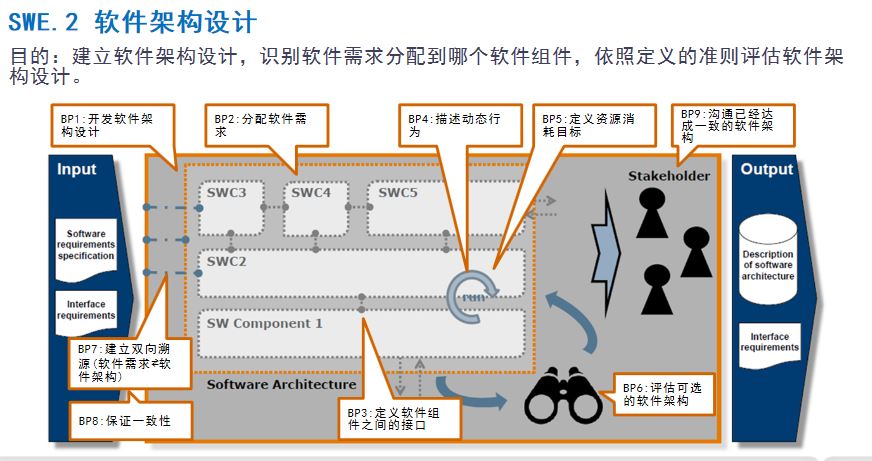 SWE.2 软件架构设计
目的：建立软件架构设计，识别软件需求分配到哪个软件组件，依照定义的准则评估软件架
构设计。
BP1:开发软件架
构设计
BP2:分配软件需
求
BP4:描述动态行
为
BP5:定义资源消
耗目标
BP9:沟通已经达
成一致的软件架
构
Input
Software
requirements
specification
Interface
requirements
SWC3
SWC4
SWC5
SWC2
run
SW Component 1
Software Architecture
Stakeholder
Output
Description
of software
architecture
Interface
requirements
BP7:建立双向溯
源(软件需求⇌软
件架构)
BP8:保证一致性
BP3:定义软件组
件之间的接口
BP6:评估可选的
软件架构